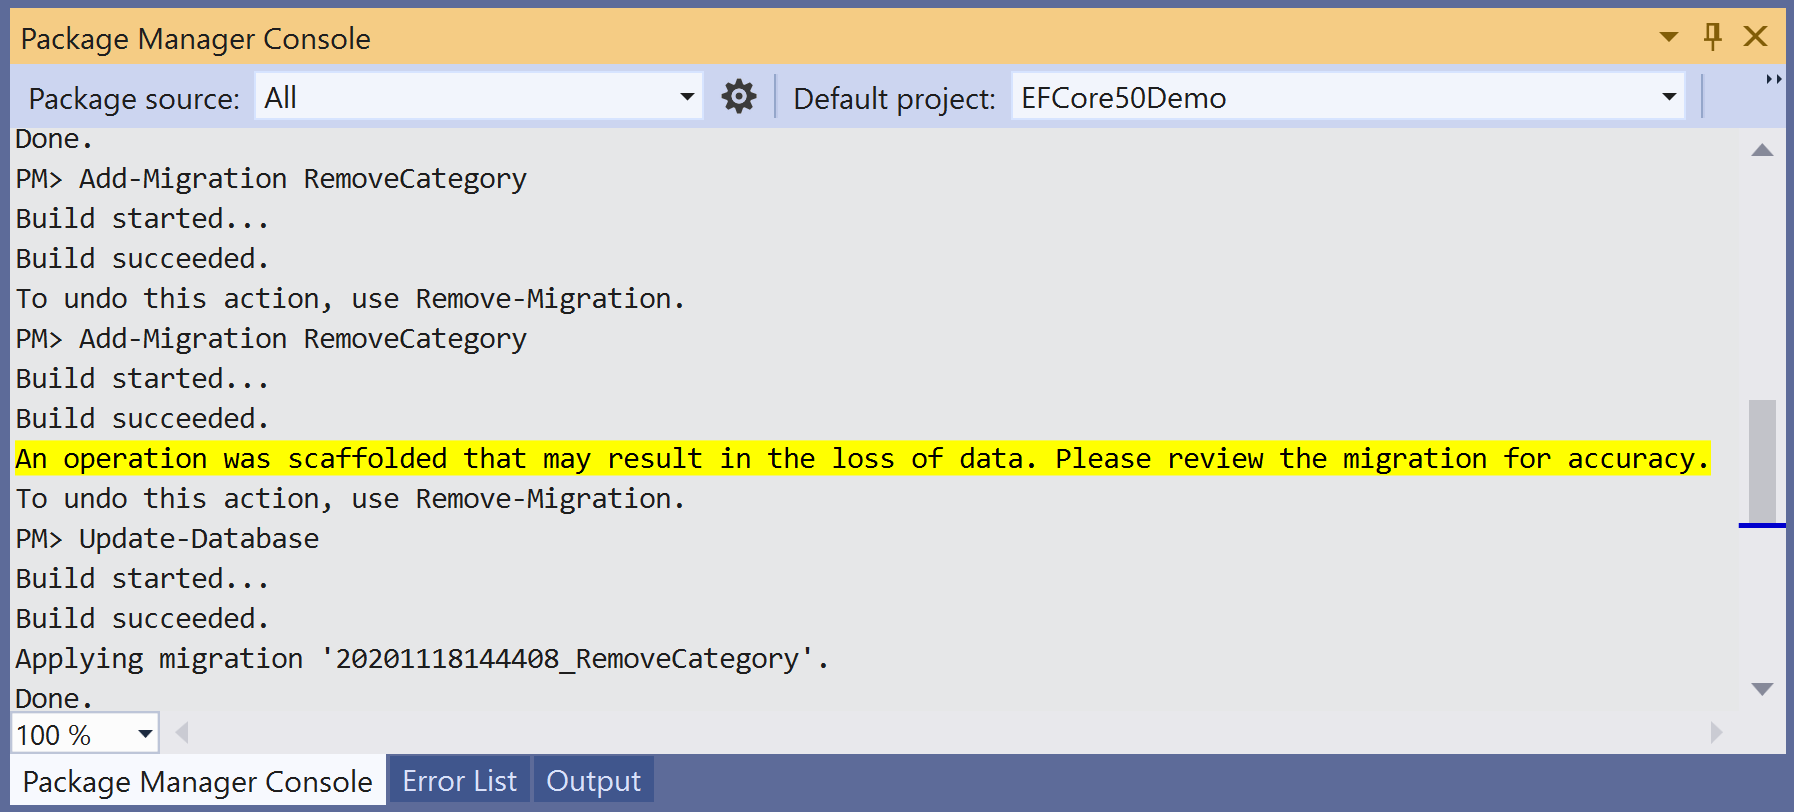 Package Manager Console
Package source: All Default project: EFCore50Demo
Done.
PM> Add-Migration RemoveCategory
Build started...
Build succeeded.
To undo this action, use Remove-Migration.
PM> Add-Migration RemoveCategory
Build started...
Build succeeded.
An operation was scaffolded that may result in the loss of data. Please review the migration for accuracy.
To undo this action, use Remove-Migration.
PM> Update-Database
Build started...
Build succeeded.
Applying migration '20201118144408_RemoveCategory'.
Done.
100 %
Package Manager Console Error List Output